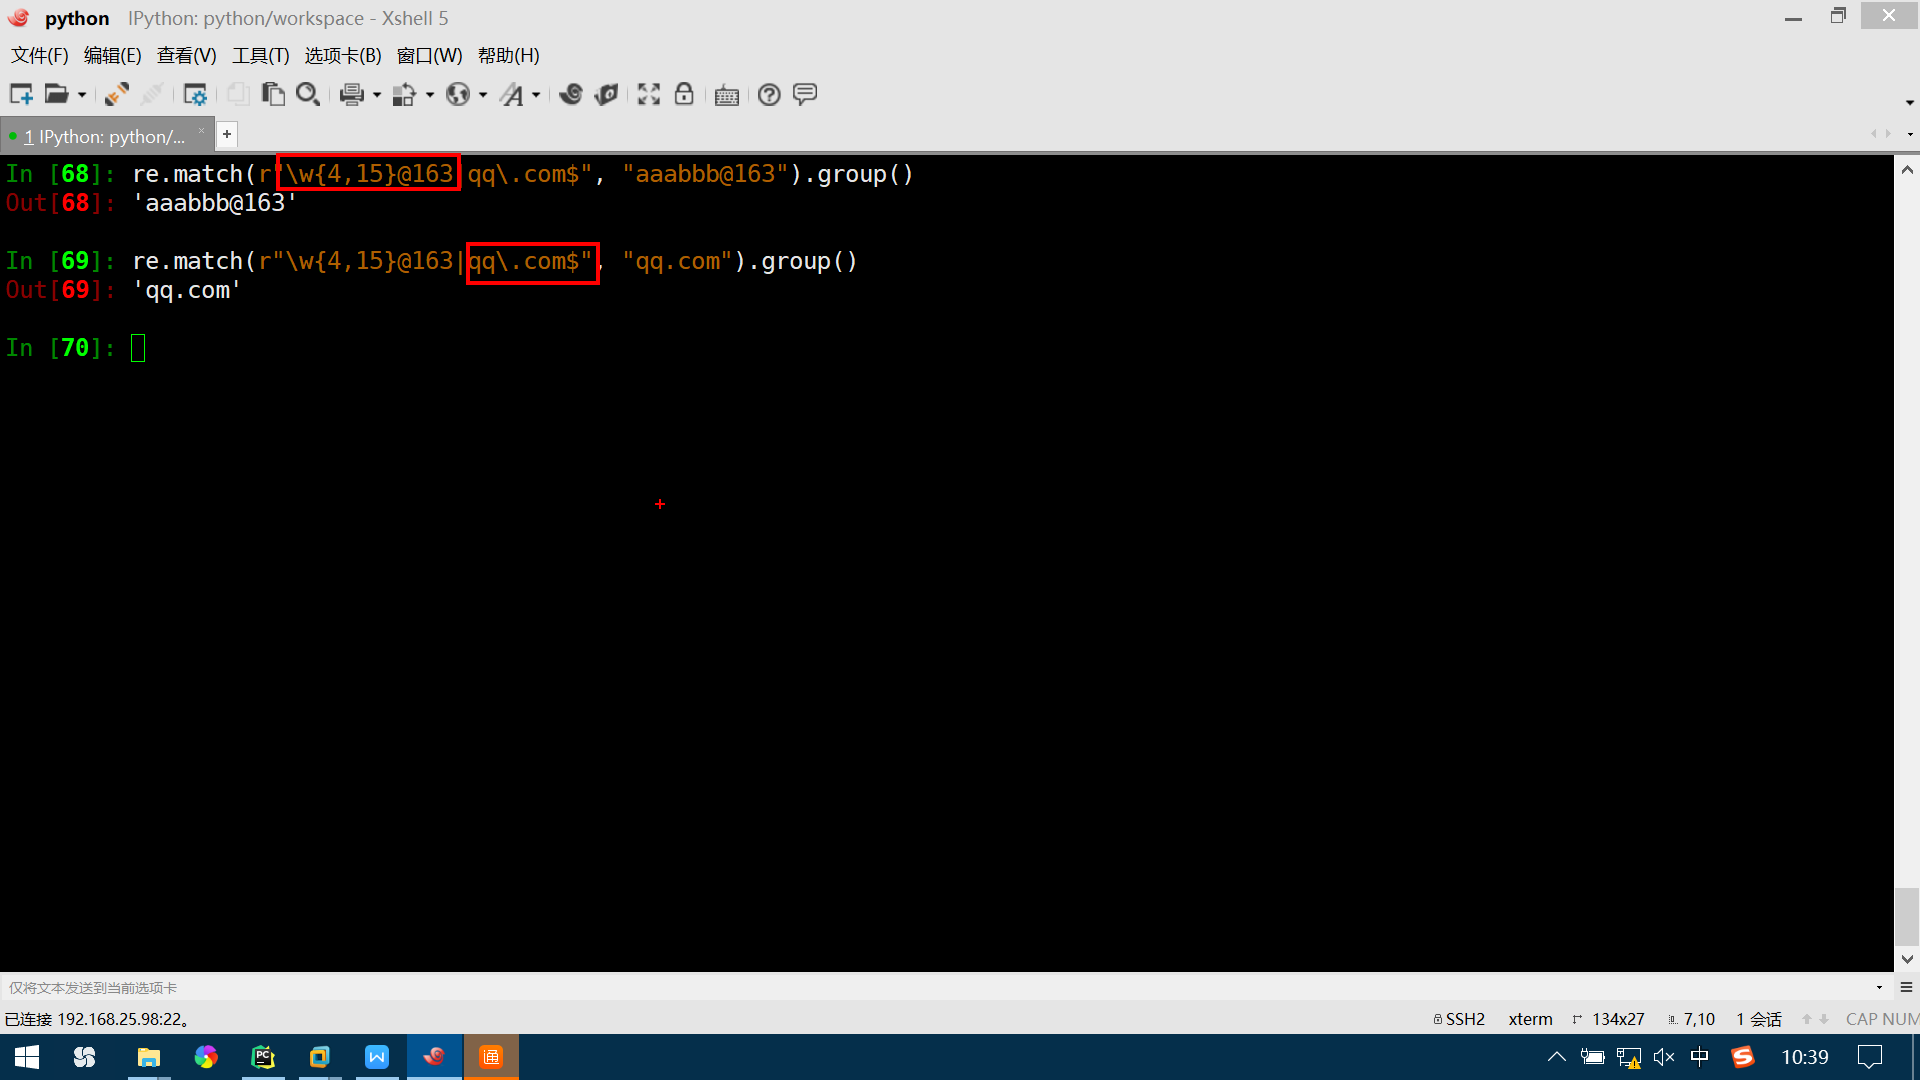 python IPython: python/workspace - Xshell 5
文件(F) 编辑(E) 查看(V) 工具(T) 选项卡(B) 窗口(W) 帮助(H)
1 IPython: python/... × +
In [68]: re.match(r"\w{4,15}@163 qq\.com$", "aaabbb@163").group()
Out[68]: 'aaabbb@163'
In [69]: re.match(r"\w{4,15}@163|qq\.com$", "qq.com").group()
Out[69]: 'qq.com'
In [70]:
仅将文本发送到当前选项卡
已连接 192.168.25.98:22。 SSH2 xterm 134x27 7,10 1 会话 CAP NUM
PC W 通 中 S 10:39